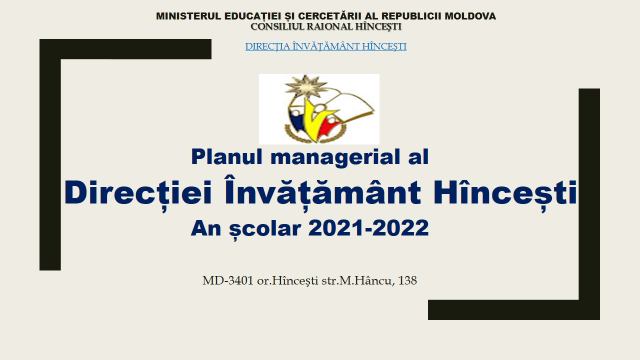 MINISTERUL EDUCAȚIEI ȘI CERCETĂRII AL REPUBLICII MOLDOVA
CONSILIUL RAIONAL HÎNCEȘTI
DIRECȚIA ÎNVĂȚĂMÂNT HÎNCEȘTI
Planul managerial al
Direcției Învățământ Hîncești
An școlar 2021-2022
MD-3401 or.Hîncești str.M.Hâncu, 138